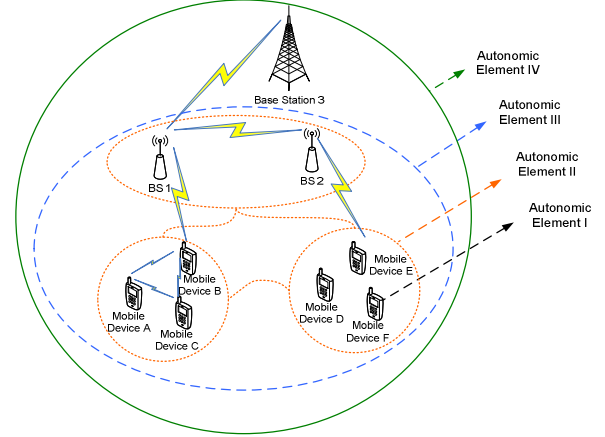 Autonomic
Element IV
Base Station 3
Autonomic
Element III
BS 1
BS 2
Autonomic
Element II
Autonomic
Element I
Mobile
Device B
Mobile
Device E
Mobile
Device A
Mobile
Device C
Mobile
Device D
Mobile
Device F